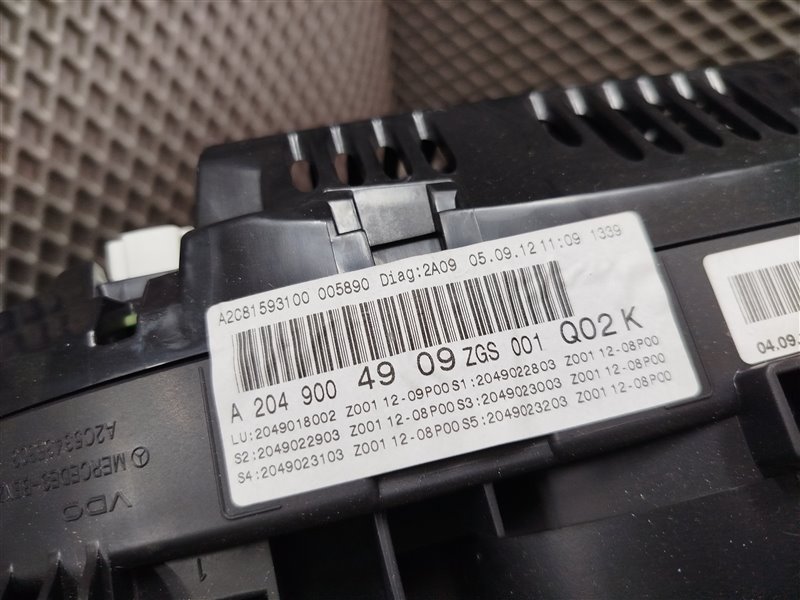 A2C81593100 005890 Diag:2A09 05.09.12 11:09 1339
A 204 900 49 09 ZGS 001 Q02 K
LU:2049018002 Z001 12-09P00 S1:2049022803 Z001 12-08P00
S2:2049022903 Z001 12-08P00 S3:2049023003 Z001 12-08P00
S4:2049023103 Z001 12-08P00 S5:2049023203 Z001 12-08P00
04.09.
MERCEDES-
VDO
1